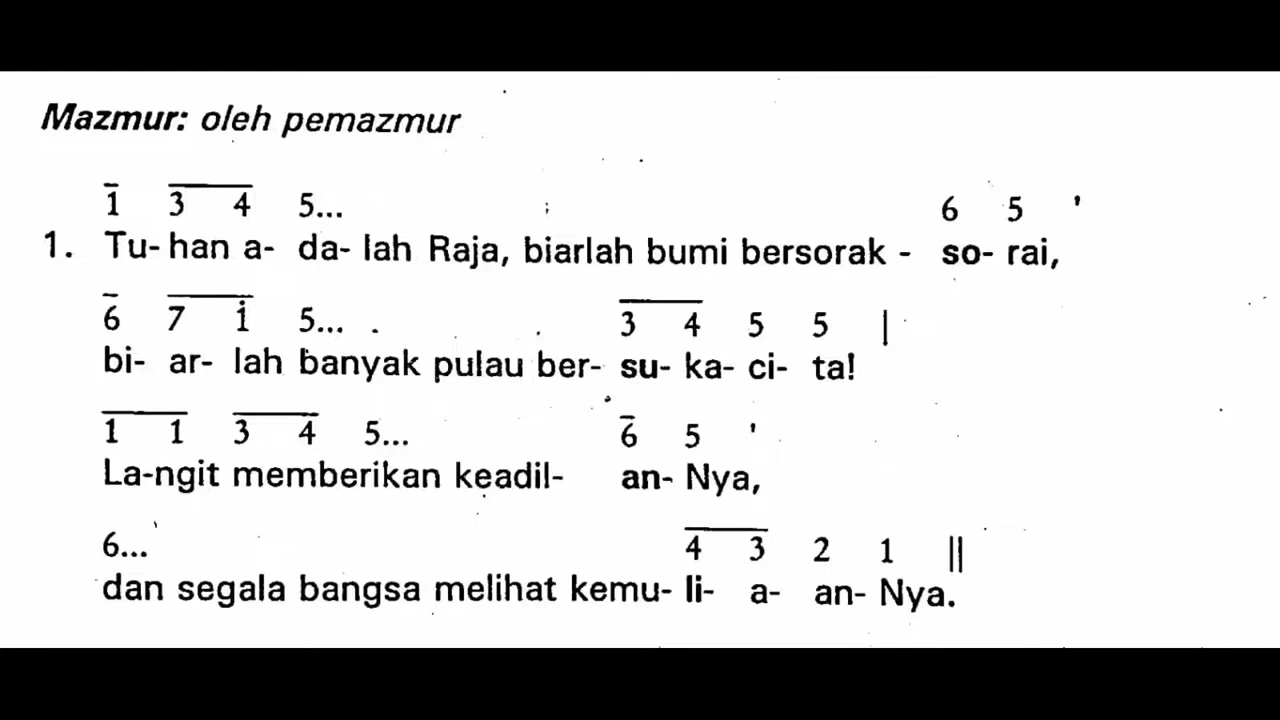 Mazmur: oleh pemazmur
1̅ 3̅ 4̅ 5... 6 5 '
1. Tu- han a- da- lah Raja, biarlah bumi bersorak - so- rai,
6̅ 7̅ 1̇̅ 5... 3̅ 4̅ 5 5 |
bi- ar- lah banyak pulau ber- su- ka- ci- ta!
1̅ 1̅ 3̅ 4̅ 5... 6̅ 5 '
La-ngit memberikan keadil- an- Nya,
6... 4̅ 3̅ 2 1 ||
dan segala bangsa melihat kemu- li- a- an- Nya.